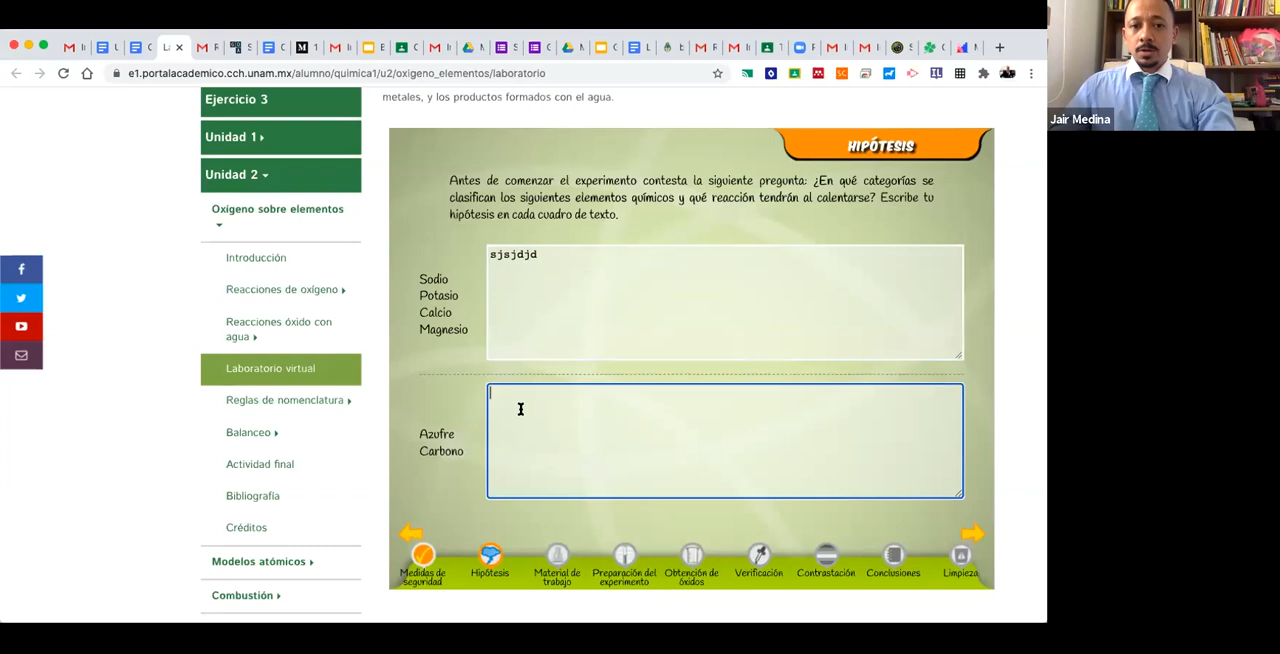 e1.portalacademico.cch.unam.mx/alumno/quimica1/u2/oxigeno_elementos/laboratorio
Jair Medina
Ejercicio 3
metales, y los productos formados con el agua.
Unidad 1
Unidad 2
Oxígeno sobre elementos
Introducción
Reacciones de oxígeno
Reacciones óxido con
agua
Laboratorio virtual
Reglas de nomenclatura
Balanceo
Actividad final
Bibliografía
Créditos
Modelos atómicos
Combustión
HIPÓTESIS
Antes de comenzar el experimento contesta la siguiente pregunta: ¿En qué categorías se
clasifican los siguientes elementos químicos y qué reacción tendrán al calentarse? Escribe tu
hipótesis en cada cuadro de texto.
sjsjdjd
Sodio
Potasio
Calcio
Magnesio
Azufre
Carbono
Medidas de
seguridad
Hipótesis
Material de
trabajo
Preparación del
experimento
Obtención de
óxidos
Verificación
Contrastación
Conclusiones
Limpieza